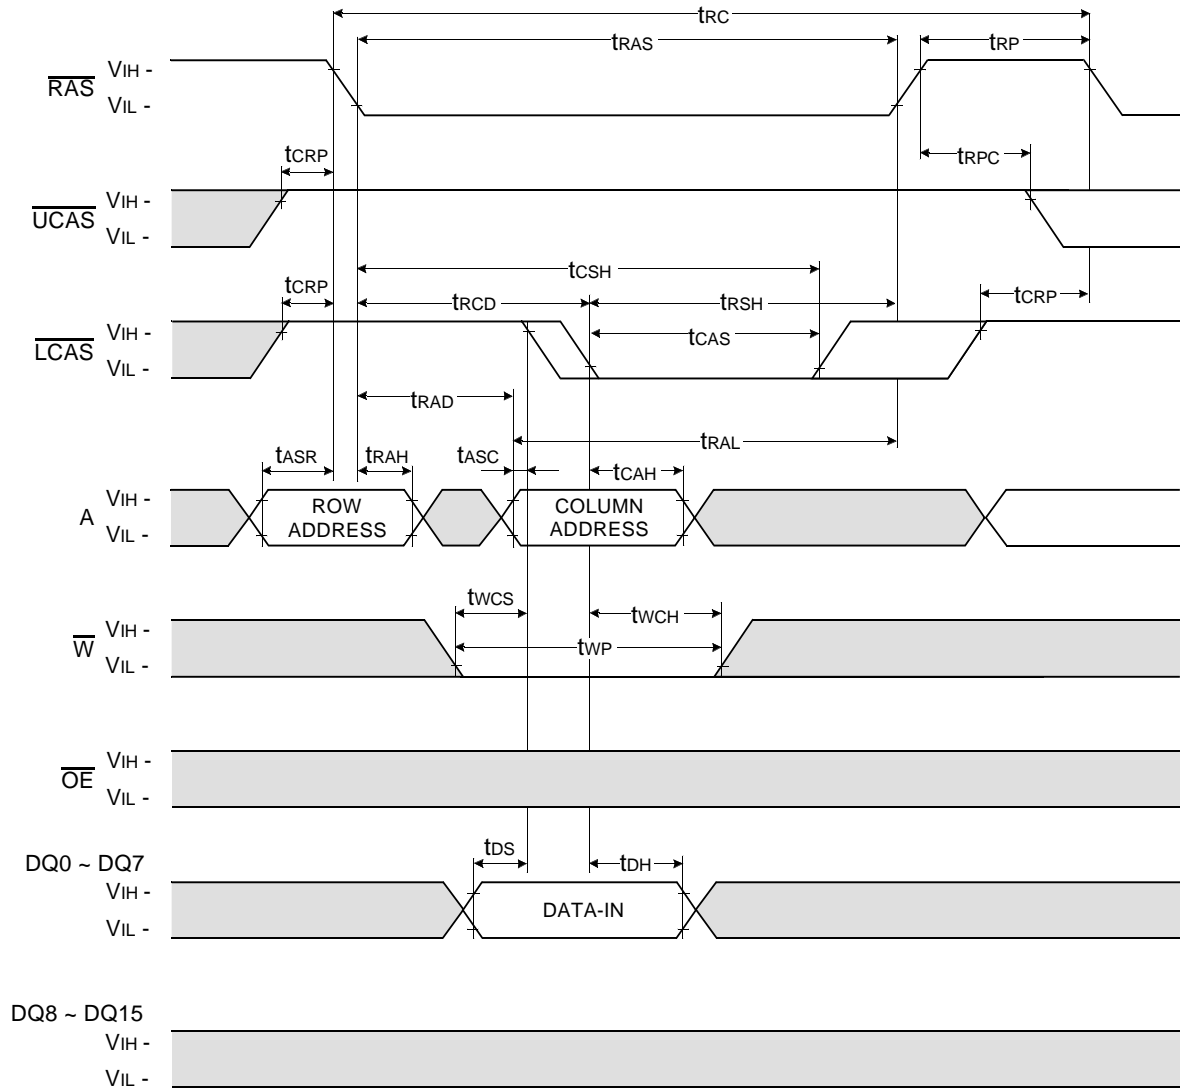 tRC
tRAS
tRP
RAS
VIH -
VIL -
tCRP
tRPC
UCAS
VIH -
VIL -
tCSH
tCRP
tRCD
tRSH
tCRP
LCAS
VIH -
VIL -
tCAS
tRAD
tRAL
tASR
tRAH
tASC
tCAH
A
VIH -
VIL -
ROW
ADDRESS
COLUMN
ADDRESS
tWCS
tWCH
W
VIH -
VIL -
tWP
OE
VIH -
VIL -
tDS
tDH
DQ0 ~ DQ7
VIH -
VIL -
DATA-IN
DQ8 ~ DQ15
VIH -
VIL -